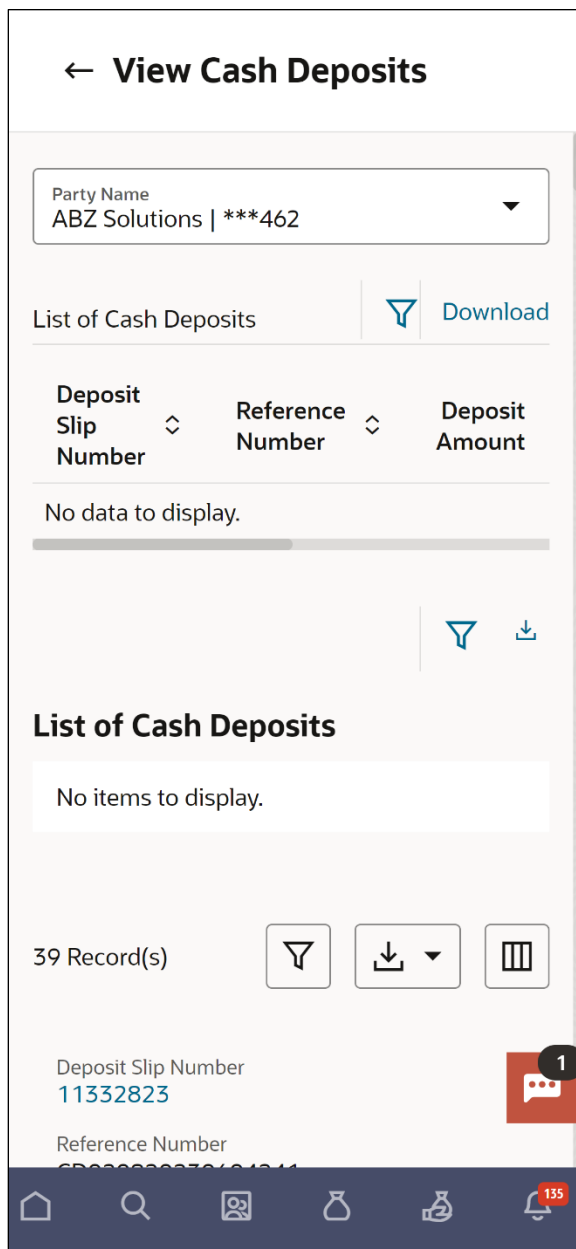 ← View Cash Deposits
Party Name
ABZ Solutions | ***462
List of Cash Deposits
Download
Deposit Slip Number
Reference Number
Deposit Amount
No data to display.
List of Cash Deposits
No items to display.
39 Record(s)
Deposit Slip Number
11332823
1
Reference Number
135